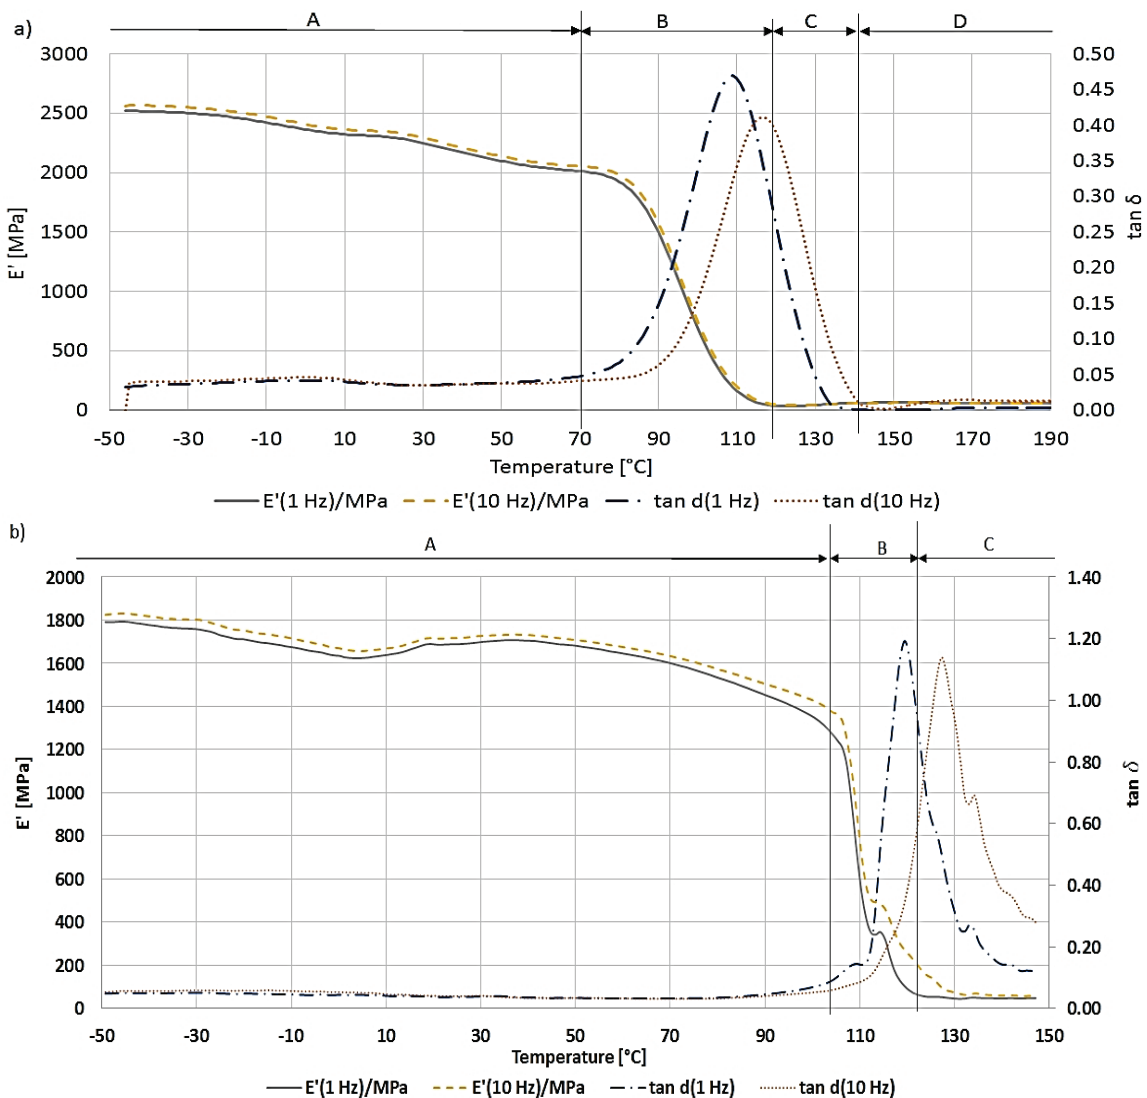 a)
A B C D
3000 0.50
2500 0.45
2000 0.40
1500 0.35
1000 0.30
500 0.25
0 0.20
0.15
0.10
0.05
0.00
E' [MPa]
tan δ
-50 -30 -10 10 30 50 70 90 110 130 150 170 190
Temperature [°C]
E'(1 Hz)/MPa E'(10 Hz)/MPa tan d(1 Hz) tan d(10 Hz)
b)
A B C
2000 1.40
1800 1.20
1600 1.00
1400 0.80
1200 0.60
1000 0.40
800 0.20
600 0.00
400
200
0
E' [MPa]
tan δ
-50 -30 -10 10 30 50 70 90 110 130 150
Temperature [°C]
E'(1 Hz)/MPa E'(10 Hz)/MPa tan d(1 Hz) tan d(10 Hz)